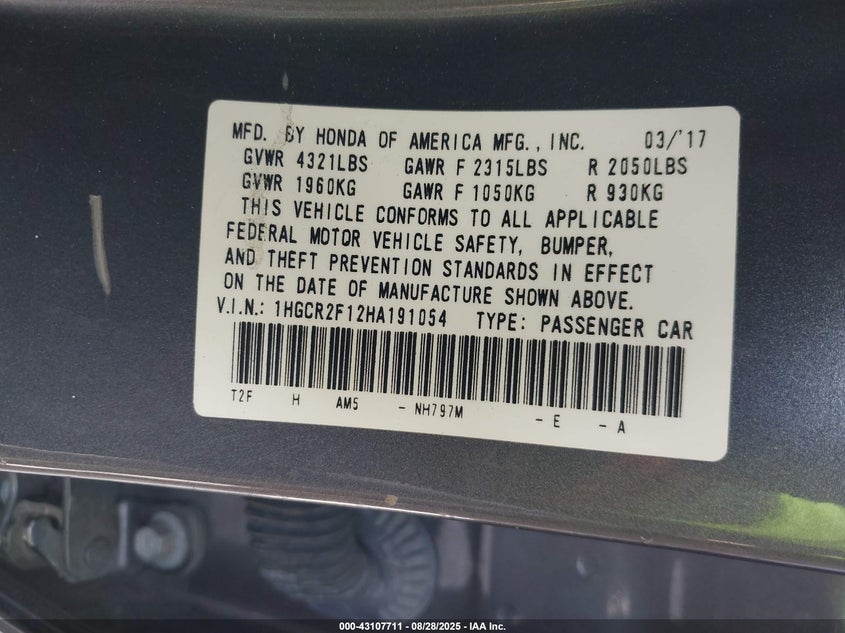 MFD. BY HONDA OF AMERICA MFG., INC. 03/'17
GVWR 4321LBS GAWR F 2315LBS R 2050LBS
GVWR 1960KG GAWR F 1050KG R 930KG
THIS VEHICLE CONFORMS TO ALL APPLICABLE
FEDERAL MOTOR VEHICLE SAFETY, BUMPER,
AND THEFT PREVENTION STANDARDS IN EFFECT
ON THE DATE OF MANUFACTURE SHOWN ABOVE.
V.I.N.: 1HGCR2F12HA191054 TYPE: PASSENGER CAR
T2F H AM5 - NH797M - E - A
000-43107711 - 08/28/2025 - IAA Inc.